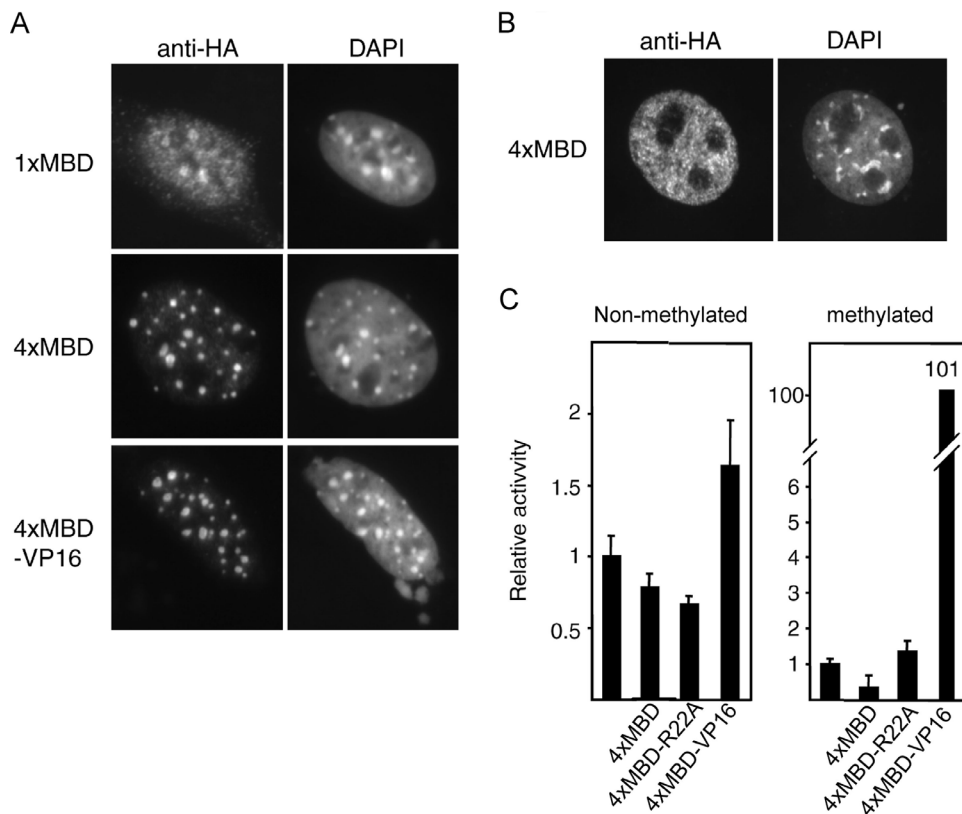 A
anti-HA DAPI
1xMBD
4xMBD
4xMBD
-VP16
B
anti-HA DAPI
4xMBD
C
Non-methylated
Relative activvity
2
1.5
1
0.5
4xMBD
4xMBD-R22A
4xMBD-VP16
methylated
101
100
6
5
4
3
2
1
4xMBD
4xMBD-R22A
4xMBD-VP16